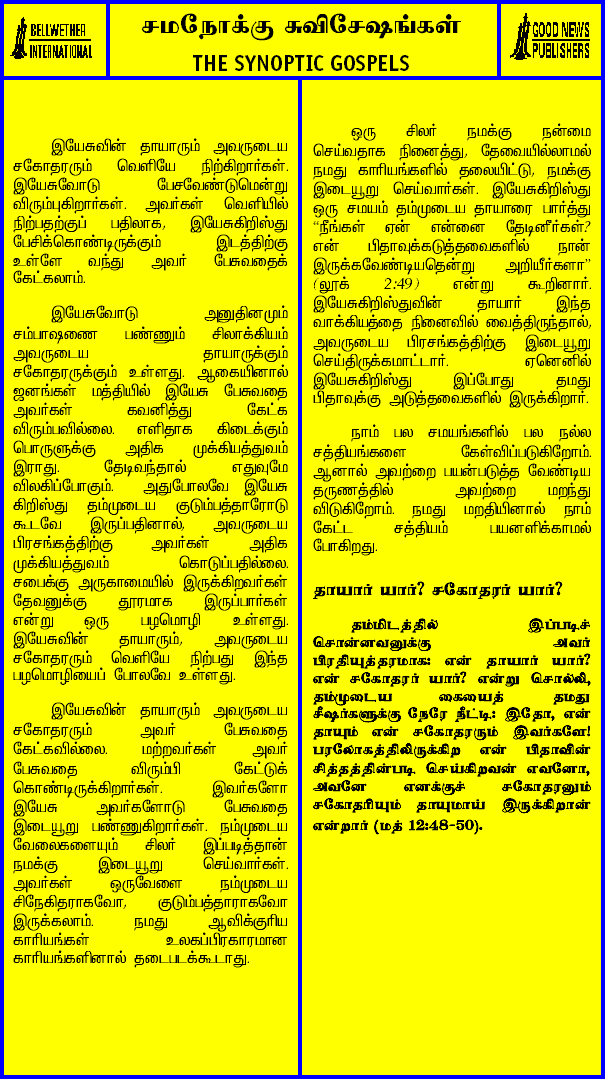 BELLWETHER
INTERNATIONAL
சமநோக்கு சுவிசேஷங்கள்
THE SYNOPTIC GOSPELS
GOOD NEWS
PUBLISHERS
இயேசுவின் தாயாரும் அவருடைய
சகோதரரும் வெளியே நிற்கிறார்கள்.
இயேசுவோடு பேசவேண்டுமென்று
விரும்புகிறார்கள். அவர்கள் வெளியில்
நிற்பதற்குப் பதிலாக, இயேசுகிறிஸ்து
பேசிக்கொண்டிருக்கும் இடத்திற்கு
உள்ளே வந்து அவர் பேசுவதைக்
கேட்கலாம்.
இயேசுவோடு அனுதினமும்
சம்பாஷணை பண்ணும் சிலாக்கியம்
அவருடைய தாயாருக்கும்
சகோதரருக்கும் உள்ளது. ஆகையினால்
ஜனங்கள் மத்தியில் இயேசு பேசுவதை
அவர்கள் கவனித்து கேட்க
விரும்பவில்லை. எளிதாக கிடைக்கும்
பொருளுக்கு அதிக முக்கியத்துவம்
இராது. தேடிவந்தால் எதுவுமே
விலகிப்போகும். அதுபோலவே இயேசு
கிறிஸ்து தம்முடைய குடும்பத்தாரோடு
கூடவே இருப்பதினால், அவருடைய
பிரசங்கத்திற்கு அவர்கள் அதிக
முக்கியத்துவம் கொடுப்பதில்லை.
சபைக்கு அருகாமையில் இருக்கிறவர்கள்
தேவனுக்கு தூரமாக இருப்பார்கள்
என்று ஒரு பழமொழி உள்ளது.
இயேசுவின் தாயாரும், அவருடைய
சகோதரரும் வெளியே நிற்பது இந்த
பழமொழியைப் போலவே உள்ளது.
இயேசுவின் தாயாரும் அவருடைய
சகோதரரும் அவர் பேசுவதை
கேட்கவில்லை. மற்றவர்கள் அவர்
பேசுவதை விரும்பி கேட்டுக்
கொண்டிருக்கிறார்கள். இவர்களோ
இயேசு அவர்களோடு பேசுவதை
இடையூறு பண்ணுகிறார்கள். நம்முடைய
வேலைகளையும் சிலர் இப்படித்தான்
நமக்கு இடையூறு செய்வார்கள்.
அவர்கள் ஒருவேளை நம்முடைய
சிநேகிதராகவோ, குடும்பத்தாராகவோ
இருக்கலாம். நமது ஆவிக்குரிய
காரியங்கள் உலகப்பிரகாரமான
காரியங்களினால் தடைபடக்கூடாது.
ஒரு சிலர் நமக்கு நன்மை
செய்வதாக நினைத்து, தேவையில்லாமல்
நமது காரியங்களில் தலையிட்டு, நமக்கு
இடையூறு செய்வார்கள். இயேசுகிறிஸ்து
ஒரு சமயம் தம்முடைய தாயாரை பார்த்து
“நீங்கள் ஏன் என்னை தேடினீர்கள்?
என் பிதாவுக்கடுத்தவைகளில் நான்
இருக்கவேண்டியதென்று அறியீர்களா”
(லூக் 2:49) என்று கூறினார்.
இயேசுகிறிஸ்துவின் தாயார் இந்த
வாக்கியத்தை நினைவில் வைத்திருந்தால்,
அவருடைய பிரசங்கத்திற்கு இடையூறு
செய்திருக்கமாட்டார். ஏனெனில்
இயேசுகிறிஸ்து இப்போது தமது
பிதாவுக்கு அடுத்தவைகளில் இருக்கிறார்.
நாம் பல சமயங்களில் பல நல்ல
சத்தியங்களை கேள்விப்படுகிறோம்.
ஆனால் அவற்றை பயன்படுத்த வேண்டிய
தருணத்தில் அவற்றை மறந்து
விடுகிறோம். நமது மறதியினால் நாம்
கேட்ட சத்தியம் பயனளிக்காமல்
போகிறது.
தாயார் யார்? சகோதரர் யார்?
தம்மிடத்தில் இப்படிச்
சொன்னவனுக்கு அவர்
பிரதியுத்தரமாக: என் தாயார் யார்?
என் சகோதரர் யார்? என்று சொல்லி,
தம்முடைய கையைத் தமது
சீஷர்களுக்கு நேரே நீட்டி.: இதோ, என்
தாயும் என் சகோதரரும் இவர்களே!
பரலோகத்திலிருக்கிற என் பிதாவின்
சித்தத்தின்படி செய்கிறவன் எவனோ,
அவனே எனக்குச் சகோதரனும்
சகோதரியும் தாயுமாய் இருக்கிறான்
என்றார் (மத் 12:48-50).